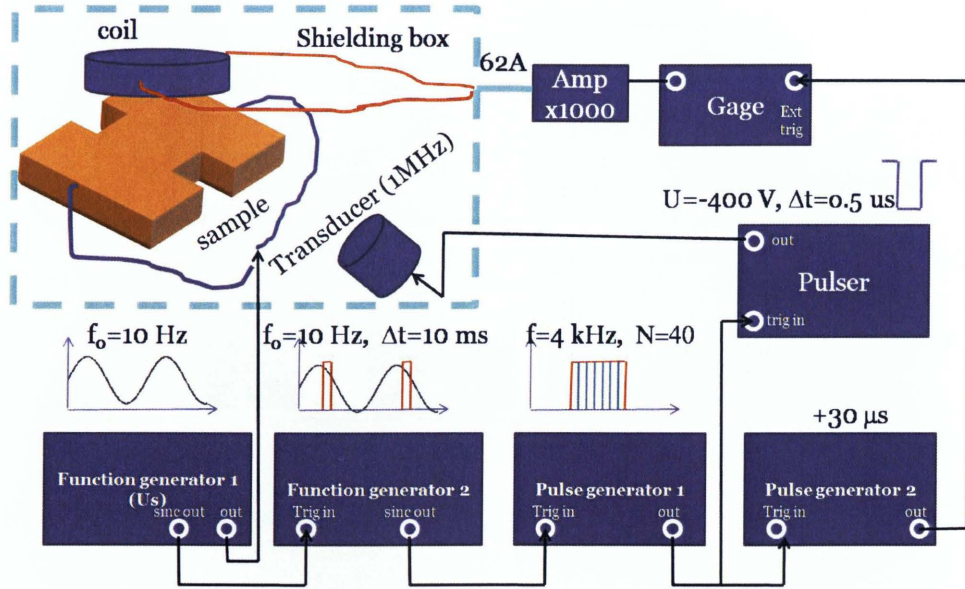 coil
Shielding box
62A
Amp
x1000
Gage
Ext
trig
sample
Transducer (1MHz)
U=-400 V, Δt=0.5 us
out
Pulser
trig in
f₀=10 Hz
f₀=10 Hz, Δt=10 ms
f=4 kHz, N=40
+30 µs
Function generator 1
(Us)
sinc out
out
Function generator 2
Trig in
sinc out
Pulse generator 1
Trig in
out
Pulse generator 2
Trig in
out